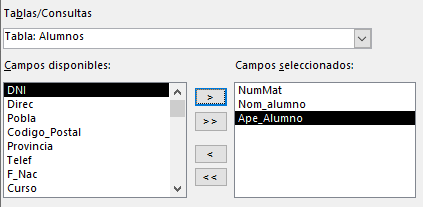 Tablas/Consultas
Tabla: Alumnos
Campos disponibles:
Campos seleccionados:
DNI
Direc
Pobla
Codigo_Postal
Provincia
Telef
F_Nac
Curso
>
>>
<
<<
NumMat
Nom_alumno
Ape_Alumno